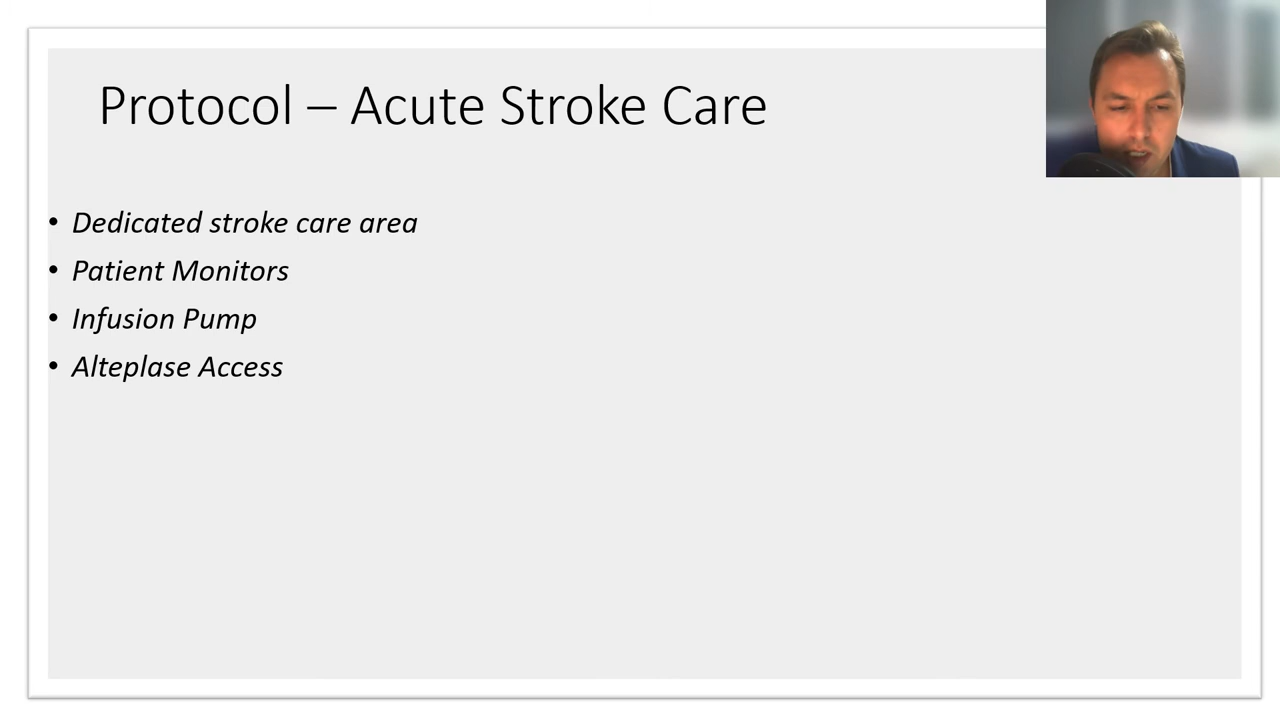 Protocol – Acute Stroke Care
• Dedicated stroke care area
• Patient Monitors
• Infusion Pump
• Alteplase Access